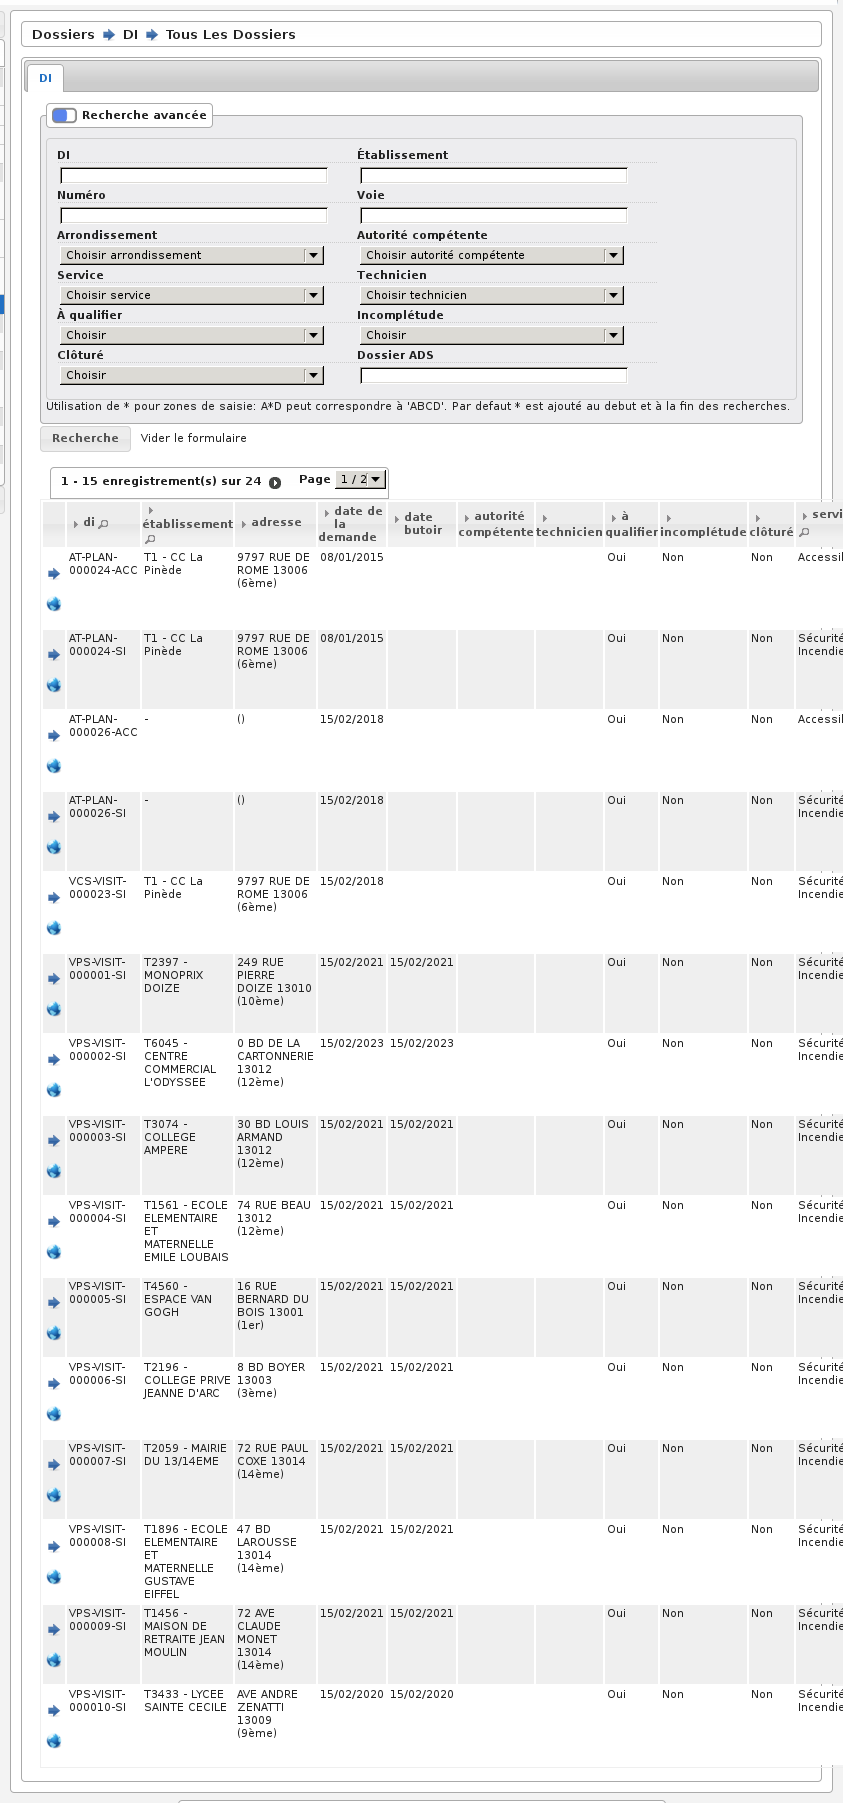 Dossiers DI Tous Les Dossiers
DI
Recherche avancée
DI Établissement
Numéro Voie
Arrondissement Autorité compétente
Choisir arrondissement Choisir autorité compétente
Service Technicien
Choisir service Choisir technicien
À qualifier Incomplétude
Choisir Choisir
Clôturé Dossier ADS
Choisir
Utilisation de * pour zones de saisie: A*D peut correspondre à 'ABCD'. Par defaut * est ajouté au debut et à la fin des recherches.
Recherche Vider le formulaire
1 - 15 enregistrement(s) sur 24 Page 1 / 2
di établissement adresse date de la demande date butoir autorité compétente technicien à qualifier incomplétude clôturé servi
AT-PLAN- T1 - CC La 9797 RUE DE 08/01/2015 Oui Non Non Accessil
000024-ACC Pinède ROME 13006
(6ème)
AT-PLAN- T1 - CC La 9797 RUE DE 08/01/2015 Oui Non Non Sécurité
000024-SI Pinède ROME 13006 Incendie
(6ème)
AT-PLAN- - () 15/02/2018 Oui Non Non Accessil
000026-ACC
AT-PLAN- - () 15/02/2018 Oui Non Non Sécurité
000026-SI Incendie
VCS-VISIT- T1 - CC La 9797 RUE DE 15/02/2018 Oui Non Non Sécurité
000023-SI Pinède ROME 13006 Incendie
(6ème)
VPS-VISIT- T2397 - 249 RUE 15/02/2021 15/02/2021 Oui Non Non Sécurité
000001-SI MONOPRIX PIERRE Incendie
DOIZE DOIZE 13010
(10ème)
VPS-VISIT- T6045 - 0 BD DE LA 15/02/2023 15/02/2023 Oui Non Non Sécurité
000002-SI CENTRE CARTONNERIE Incendie
COMMERCIAL 13012
L'ODYSSEE (12ème)
VPS-VISIT- T3074 - 30 BD LOUIS 15/02/2021 15/02/2021 Oui Non Non Sécurité
000003-SI COLLEGE ARMAND Incendie
AMPERE 13012
(12ème)
VPS-VISIT- T1561 - ECOLE 74 RUE BEAU 15/02/2021 15/02/2021 Oui Non Non Sécurité
000004-SI ELEMENTAIRE 13012 Incendie
ET (12ème)
MATERNELLE
EMILE LOUBAIS
VPS-VISIT- T4560 - 16 RUE 15/02/2021 15/02/2021 Oui Non Non Sécurité
000005-SI ESPACE VAN BERNARD DU Incendie
GOGH BOIS 13001
(1er)
VPS-VISIT- T2196 - 8 BD BOYER 15/02/2021 15/02/2021 Oui Non Non Sécurité
000006-SI COLLEGE PRIVE 13003 Incendie
JEANNE D'ARC (3ème)
VPS-VISIT- T2059 - MAIRIE 72 RUE PAUL 15/02/2021 15/02/2021 Oui Non Non Sécurité
000007-SI DU 13/14EME COXE 13014 Incendie
(14ème)
VPS-VISIT- T1896 - ECOLE 47 BD 15/02/2021 15/02/2021 Oui Non Non Sécurité
000008-SI ELEMENTAIRE LAROUSSE Incendie
ET 13014
MATERNELLE (14ème)
GUSTAVE
EIFFEL
VPS-VISIT- T1456 - 72 AVE 15/02/2021 15/02/2021 Oui Non Non Sécurité
000009-SI MAISON DE CLAUDE Incendie
RETRAITE JEAN MONET
MOULIN 13014
(14ème)
VPS-VISIT- T3433 - LYCEE AVE ANDRE 15/02/2020 15/02/2020 Oui Non Non Sécurité
000010-SI SAINTE CECILE ZENATTI Incendie
13009
(9ème)